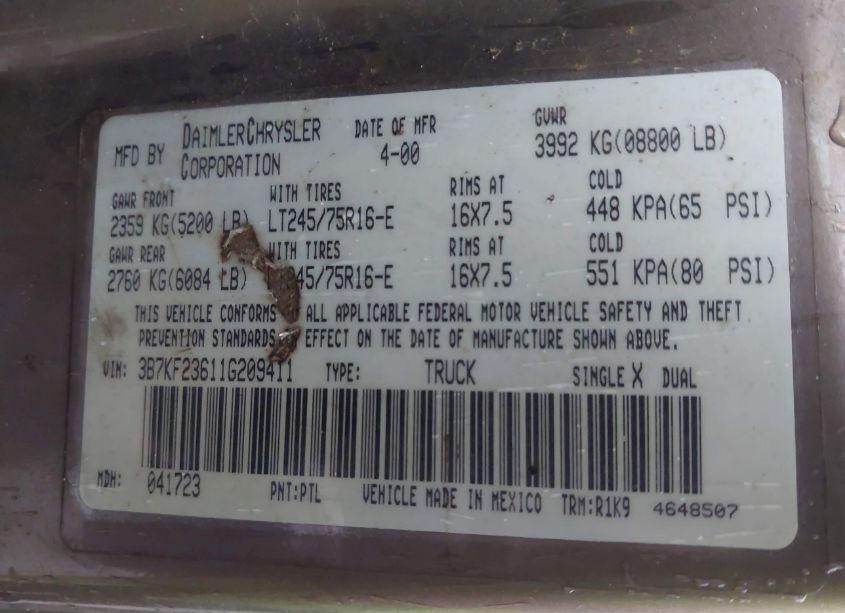 MFD BY DAIMLERCHRYSLER CORPORATION DATE OF MFR 4-00 GVWR 3992 KG(08800 LB)
GAWR FRONT WITH TIRES RIMS AT COLD
2359 KG(5200 LB) LT245/75R16-E 16X7.5 448 KPA(65 PSI)
GAWR REAR WITH TIRES RIMS AT COLD
2760 KG(6084 LB) 245/75R16-E 16X7.5 551 KPA(80 PSI)
THIS VEHICLE CONFORMS ALL APPLICABLE FEDERAL MOTOR VEHICLE SAFETY AND THEFT
PREVENTION STANDARDS EFFECT ON THE DATE OF MANUFACTURE SHOWN ABOVE.
VIN: 3B7KF23611G209411 TYPE: TRUCK SINGLE X DUAL
MDH: 041723 PNT:PTL VEHICLE MADE IN MEXICO TRM:R1K9 4648507